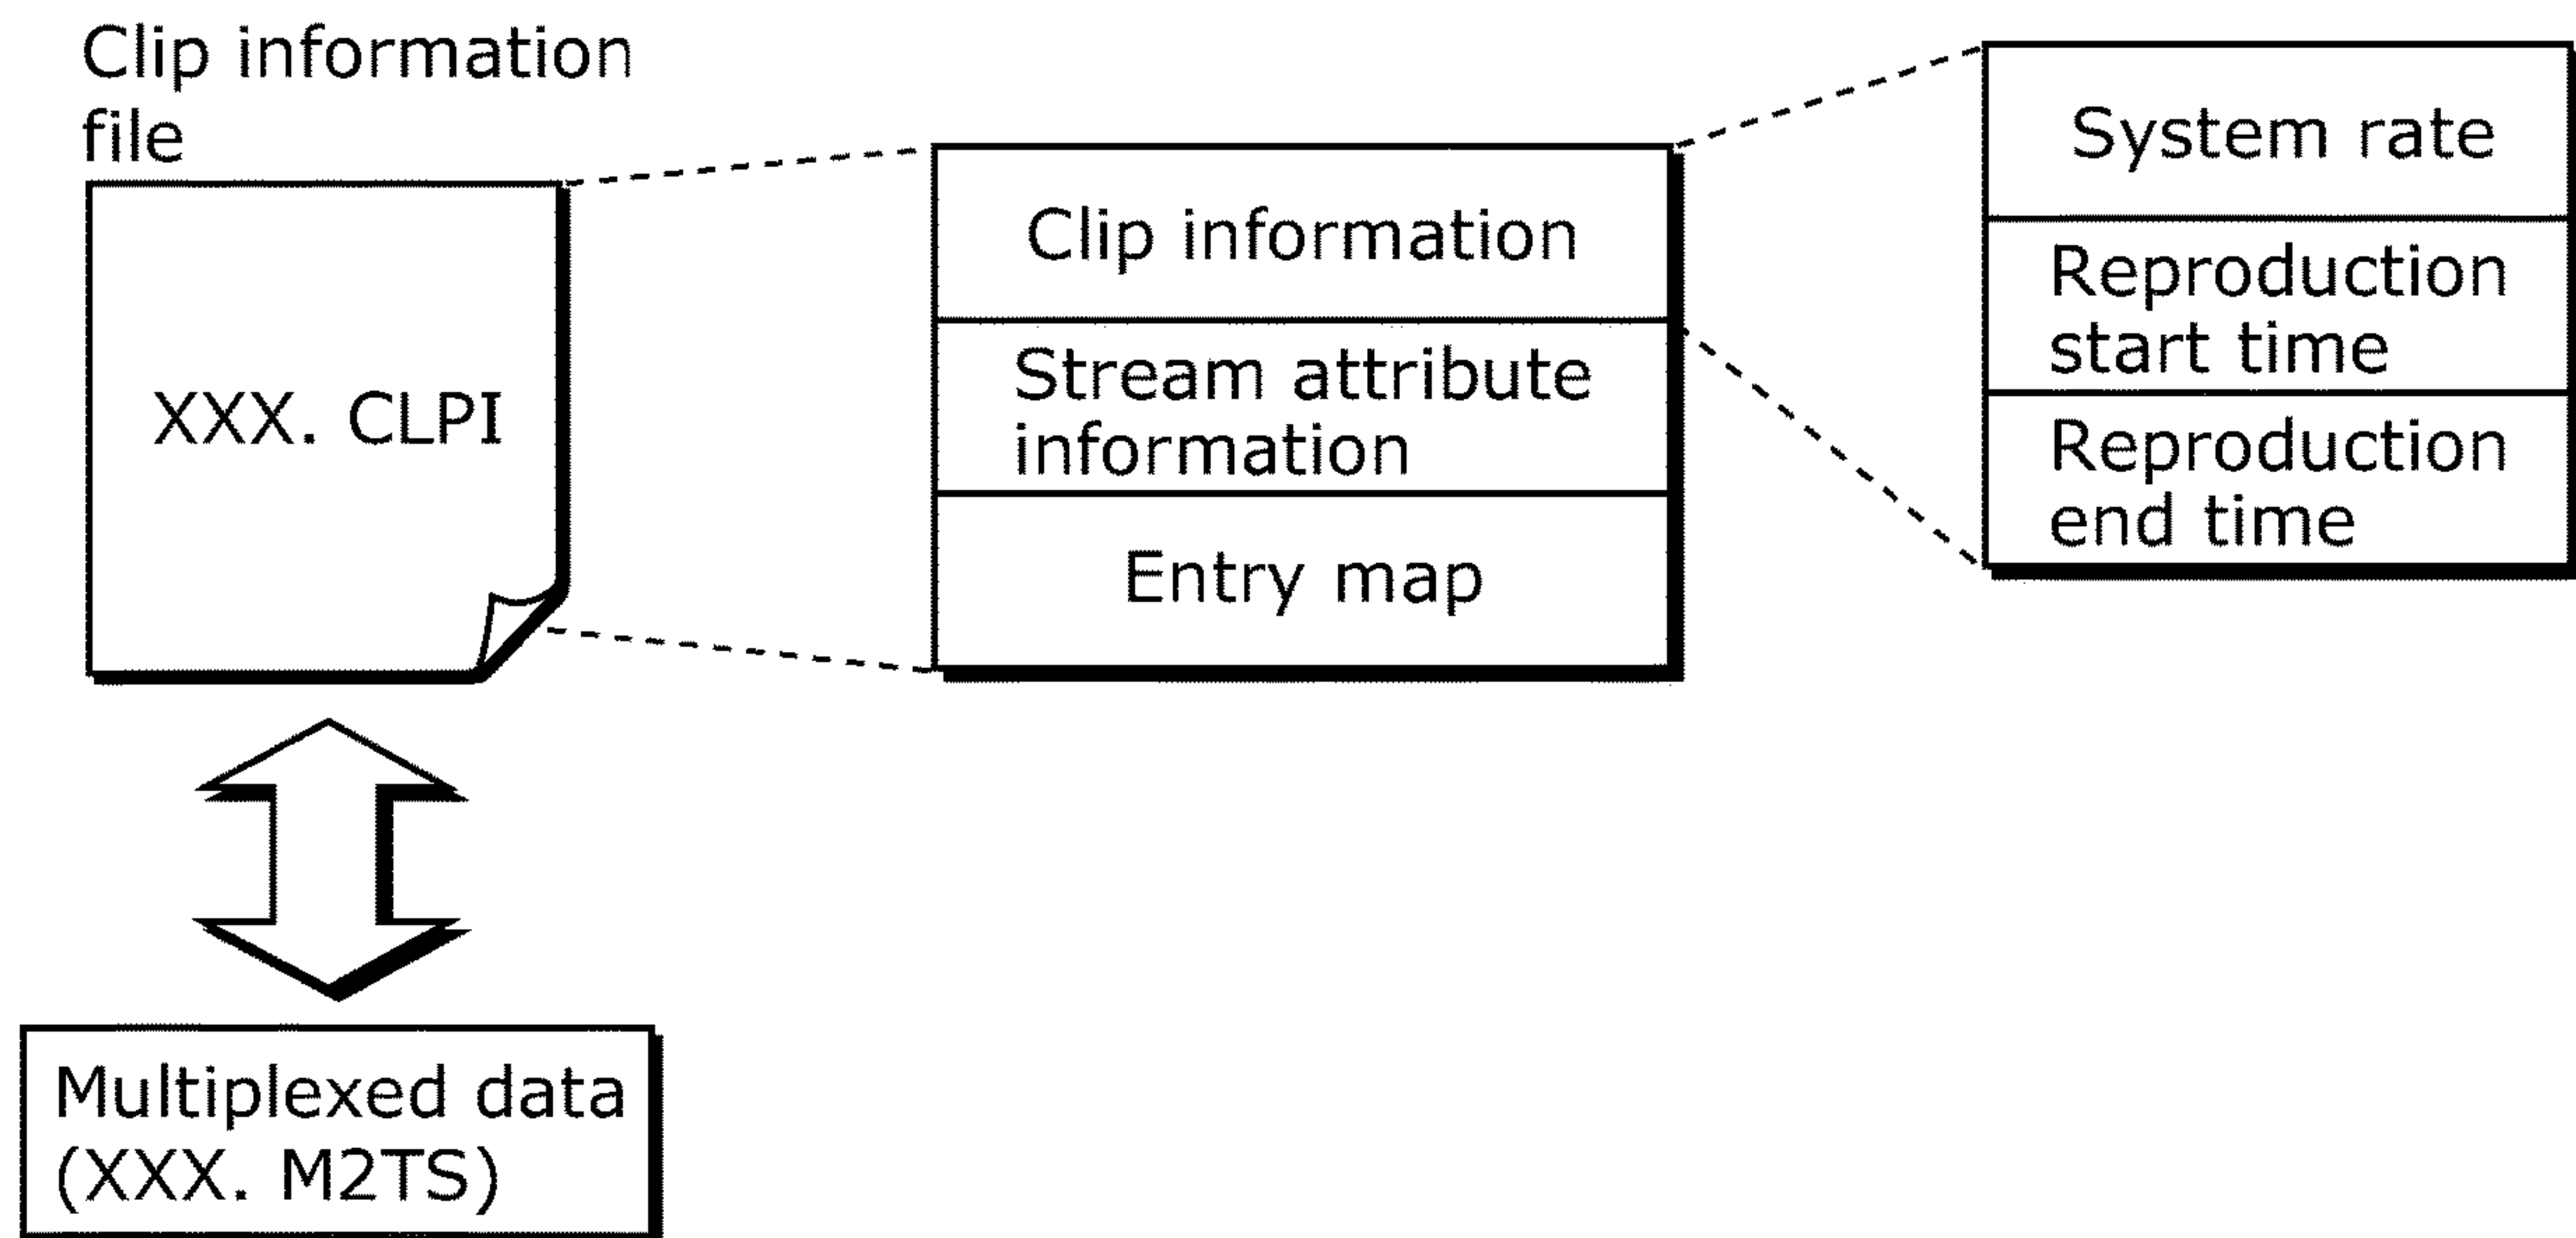 Clip information
file
XXX. CLPI
Clip information
Stream attribute
information
Entry map
System rate
Reproduction
start time
Reproduction
end time
Multiplexed data
(XXX. M2TS)